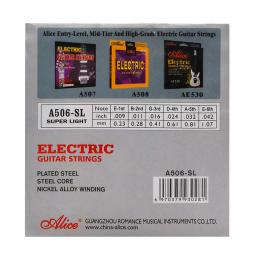 Alice Entry-Level, Mid-Tier And High-Grade Electric Guitar Strings
ELECTRIC
A507
A508
AE530
A506-SL
SUPER LIGHT
Note E-1st B-2nd G-3rd D-4th A-5th E-6th
inch .009 .011 .016 .024 .032 .042
mm 0.23 0.28 0.41 0.61 0.81 1.07
ELECTRIC
GUITAR STRINGS
PLATED STEEL
STEEL CORE
NICKEL ALLOY WINDING
A506-SL
Alice
GUANGZHOU ROMANCE MUSICAL INSTRUMENTS CO.,LTD.
www.china-alice.com